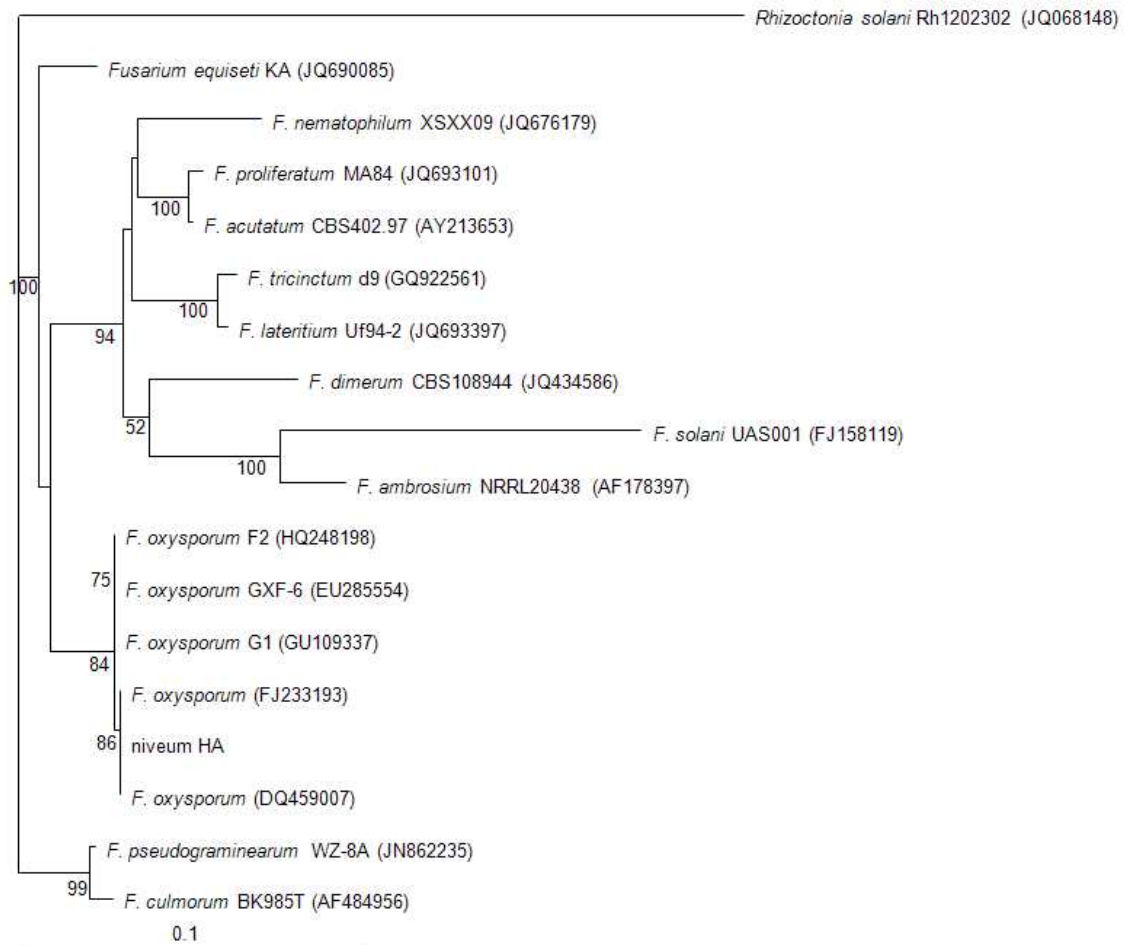 Rhizoctonia solani Rh1202302 (JQ068148)
Fusarium equiseti KA (JQ690085)
F. nematophilum XSXX09 (JQ676179)
F. proliferatum MA84 (JQ693101)
100
F. acutatum CBS402.97 (AY213653)
F. tricinctum d9 (GQ922561)
100
100
F. lateritium Uf94-2 (JQ693397)
94
F. dimerum CBS108944 (JQ434586)
52
F. solani UAS001 (FJ158119)
100
F. ambrosium NRRL20438 (AF178397)
F. oxysporum F2 (HQ248198)
75
F. oxysporum GXF-6 (EU285554)
F. oxysporum G1 (GU109337)
84
F. oxysporum (FJ233193)
86
niveum HA
F. oxysporum (DQ459007)
F. pseudograminearum WZ-8A (JN862235)
99
F. culmorum BK985T (AF484956)
0.1